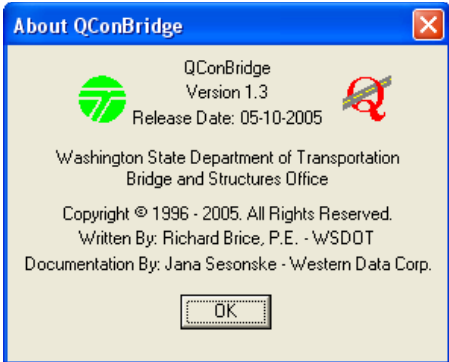 About QConBridge
QConBridge
Version 1.3
Release Date: 05-10-2005
Q
Washington State Department of Transportation
Bridge and Structures Office
Copyright © 1996 - 2005. All Rights Reserved.
Written By: Richard Brice, P.E. - WSDOT
Documentation By: Jana Sesonske - Western Data Corp.
OK